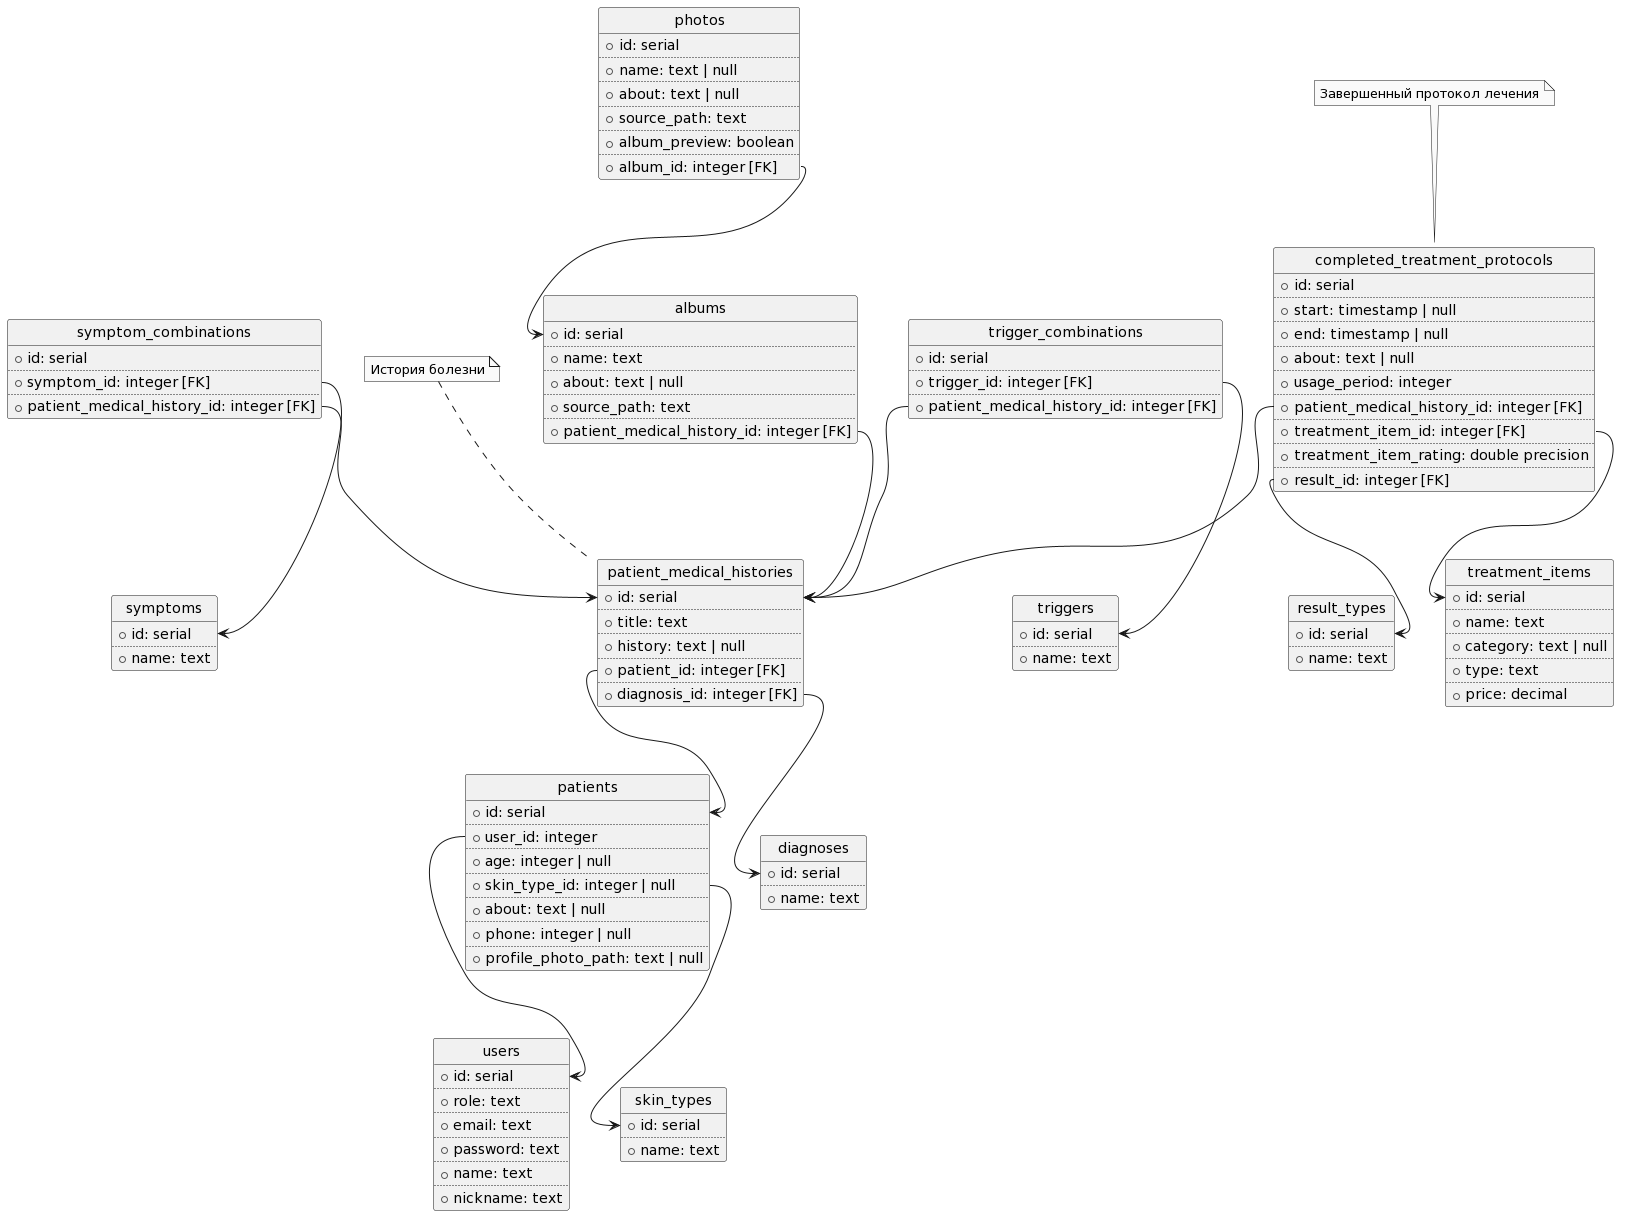 photos
id: serial
name: text | null
about: text | null
source_path: text
album_preview: boolean
album_id: integer [FK]
Завершенный протокол лечения
completed_treatment_protocols
id: serial
start: timestamp | null
end: timestamp | null
about: text | null
usage_period: integer
patient_medical_history_id: integer [FK]
treatment_item_id: integer [FK]
treatment_item_rating: double precision
result_id: integer [FK]
symptom_combinations
id: serial
symptom_id: integer [FK]
patient_medical_history_id: integer [FK]
История болезни
albums
id: serial
name: text
about: text | null
source_path: text
patient_medical_history_id: integer [FK]
trigger_combinations
id: serial
trigger_id: integer [FK]
patient_medical_history_id: integer [FK]
symptoms
id: serial
name: text
patient_medical_histories
id: serial
title: text
history: text | null
patient_id: integer [FK]
diagnosis_id: integer [FK]
triggers
id: serial
name: text
result_types
id: serial
name: text
treatment_items
id: serial
name: text
category: text | null
type: text
price: decimal
patients
id: serial
user_id: integer
age: integer | null
skin_type_id: integer | null
about: text | null
phone: integer | null
profile_photo_path: text | null
diagnoses
id: serial
name: text
users
id: serial
role: text
email: text
password: text
name: text
nickname: text
skin_types
id: serial
name: text